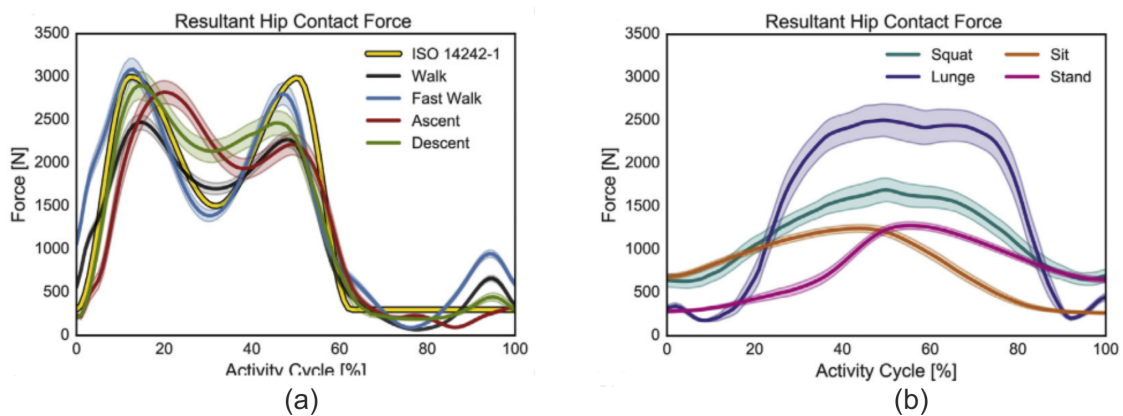 Resultant Hip Contact Force
3500
3000
2500
2000
1500
1000
500
0
Force [N]
ISO 14242-1
Walk
Fast Walk
Ascent
Descent
0 20 40 60 80 100
Activity Cycle [%]
(a)
Resultant Hip Contact Force
3500
3000
2500
2000
1500
1000
500
0
Force [N]
Squat Sit
Lunge Stand
0 20 40 60 80 100
Activity Cycle [%]
(b)